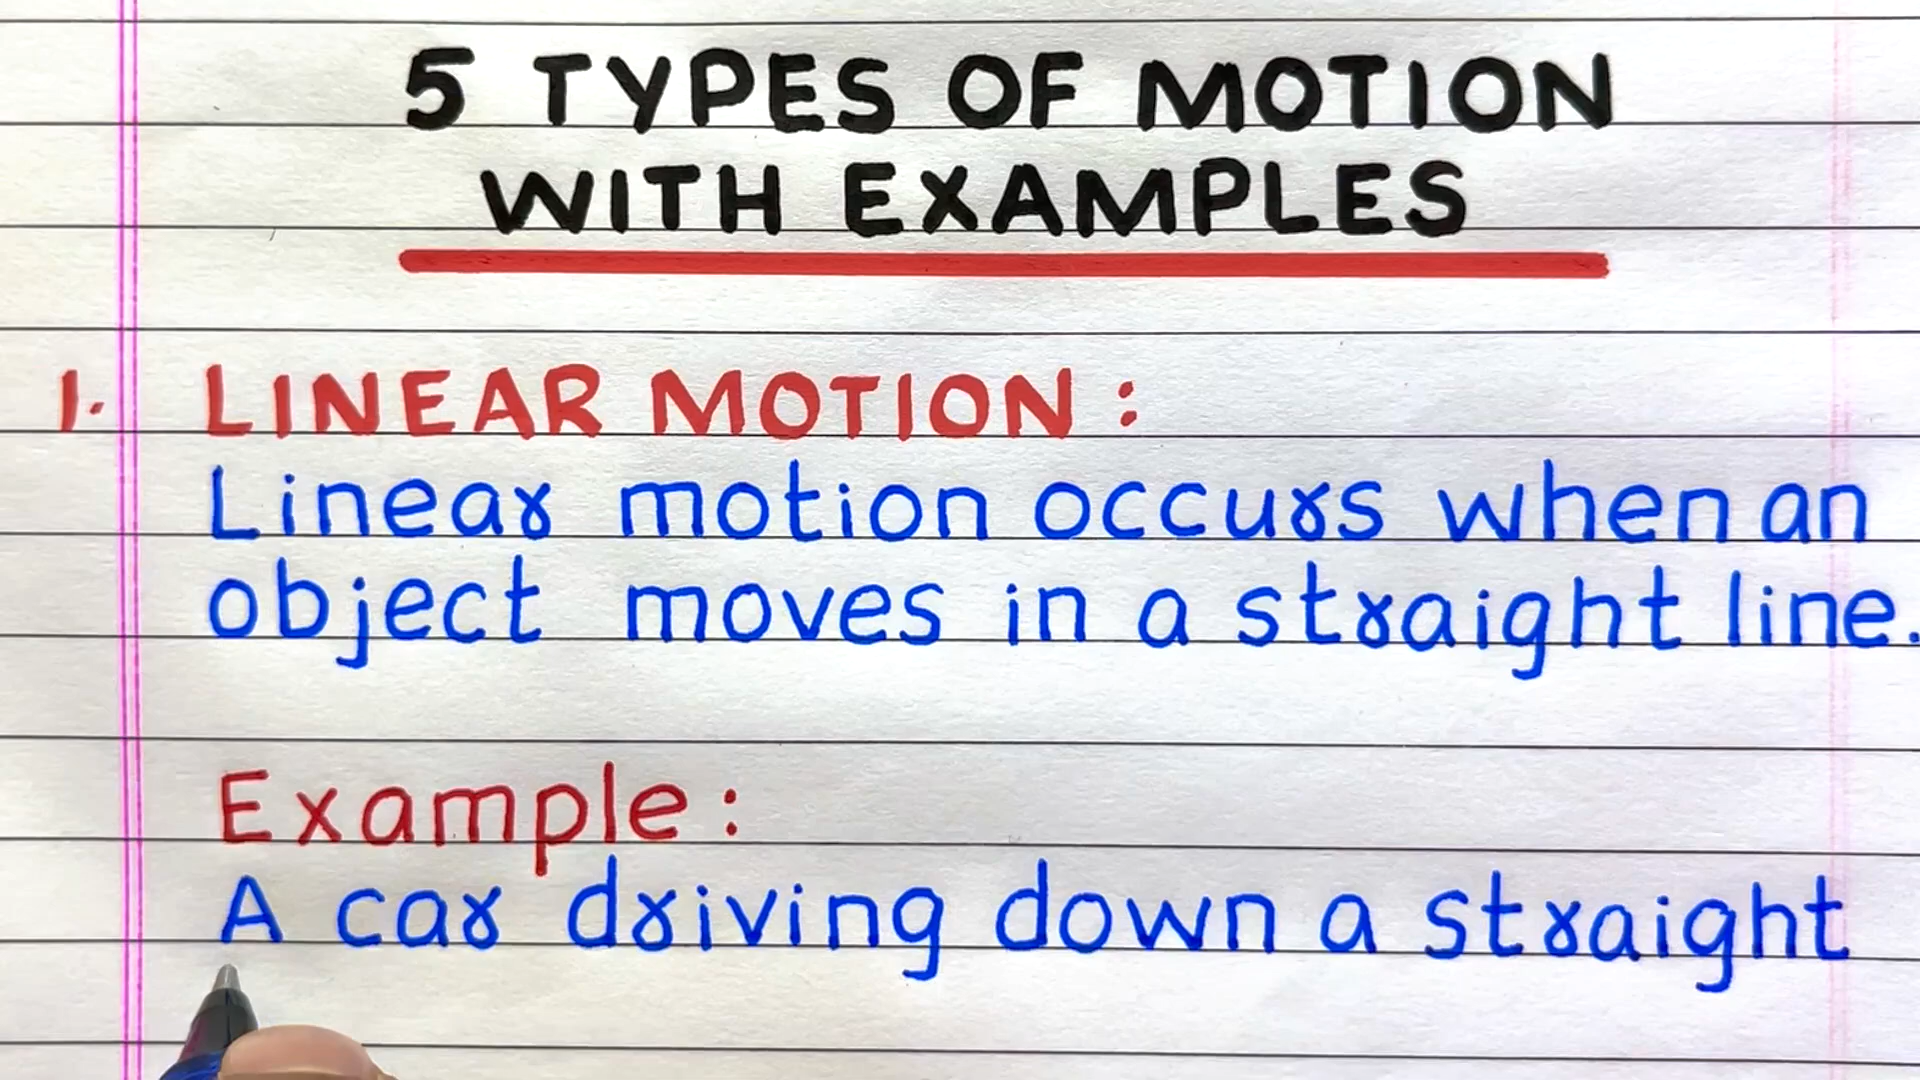 5 TYPES OF MOTION
WITH EXAMPLES
1. LINEAR MOTION :
Linear motion occurs when an
object moves in a straight line.
Example :
A car driving down a straight